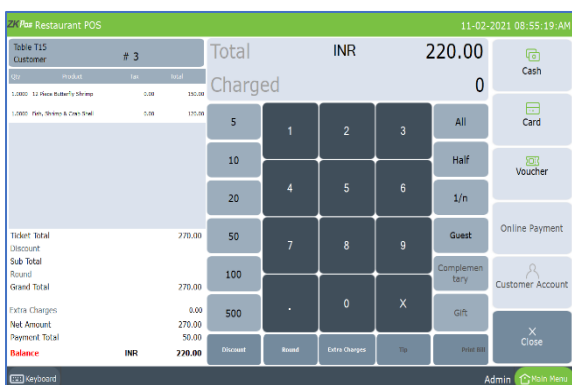 ZKPos Restaurant POS
11-02-2021 08:55:19:AM
Table T15
Customer
# 3
Qty Product Tax Total
1.0000 12 Piece Butterfly Shrimp 0.00 150.00
1.0000 Fish, Shrimp & Crab Shell 0.00 120.00
Ticket Total 270.00
Discount
Sub Total
Round
Grand Total 270.00
Extra Charges 0.00
Net Amount 270.00
Payment Total 50.00
Balance INR 220.00
Total INR 220.00
Charged 0
5 1 2 3 All
10 Half
20 4 5 6 1/n
50 7 8 9 Guest
100 Complemen
tary
500 . 0 X Gift
Discount Round Extra Charges Tip Print Bill
Cash
Card
Voucher
Online Payment
Customer Account
X
Close
Keyboard
Admin
Main Menu